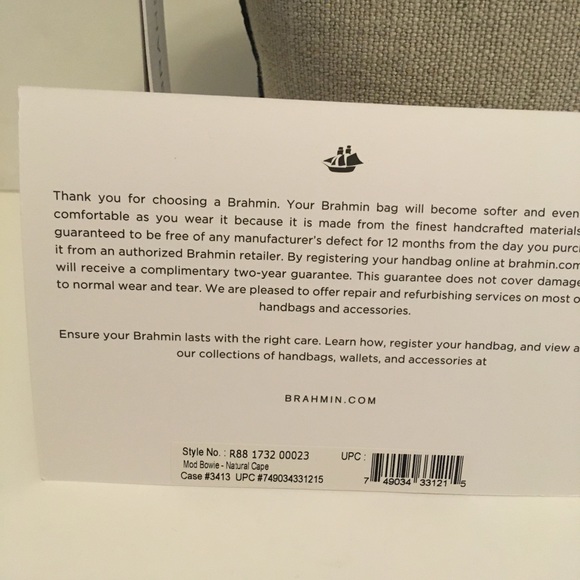 Thank you for choosing a Brahmin. Your Brahmin bag will become softer and even
comfortable as you wear it because it is made from the finest handcrafted materials
guaranteed to be free of any manufacturer's defect for 12 months from the day you purc
it from an authorized Brahmin retailer. By registering your handbag online at brahmin.com
will receive a complimentary two-year guarantee. This guarantee does not cover damage
to normal wear and tear. We are pleased to offer repair and refurbishing services on most o
handbags and accessories.
Ensure your Brahmin lasts with the right care. Learn how, register your handbag, and view a
our collections of handbags, wallets, and accessories at
BRAHMIN.COM
Style No. : R88 1732 00023 UPC :
Mod Bowie - Natural Cape
Case #3413 UPC #749034331215
7 49034 33121 5